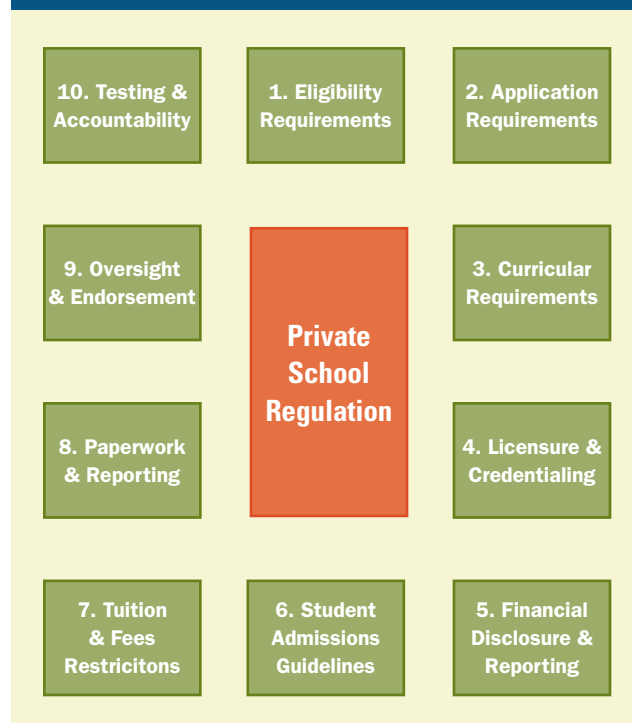 10. Testing &
Accountability
1. Eligibility
Requirements
2. Application
Requirements
9. Oversight
& Endorsement
Private
School
Regulation
3. Curricular
Requirements
8. Paperwork
& Reporting
4. Licensure &
Credentialing
7. Tuition
& Fees
Restricitons
6. Student
Admissions
Guidelines
5. Financial
Disclosure &
Reporting